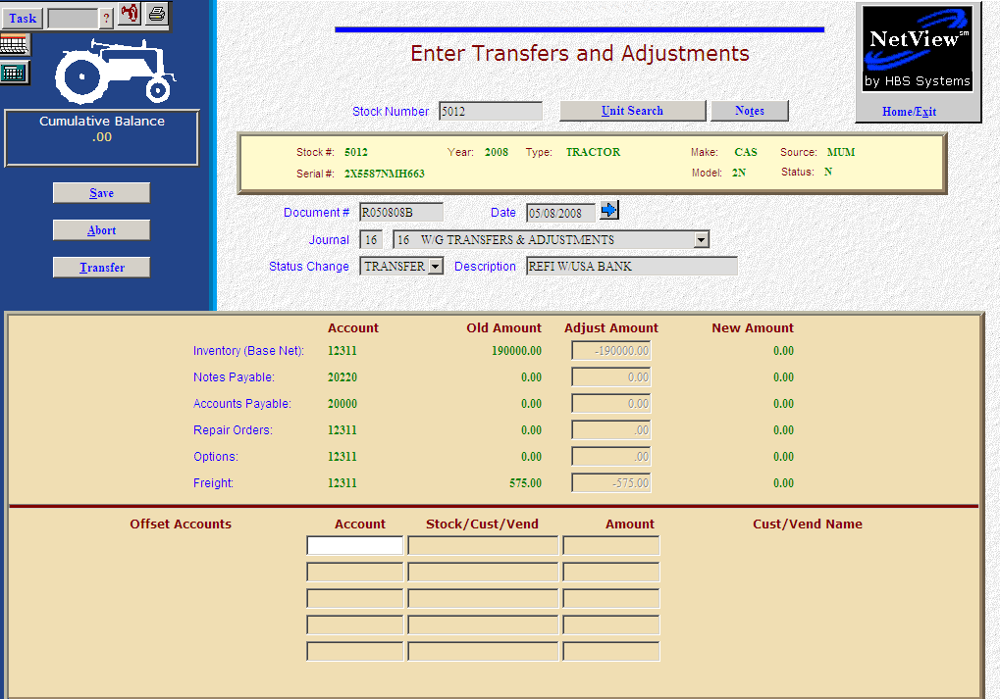 Task ?
NetView℠
by HBS Systems
Home/Exit
Enter Transfers and Adjustments
Cumulative Balance
.00
Save
Abort
Transfer
Stock Number 5012 Unit Search Notes
Stock #: 5012 Year: 2008 Type: TRACTOR Make: CAS Source: MUM
Serial #: 2X5587NMH663 Model: 2N Status: N
Document # R050808B Date 05/08/2008
Journal 16 16 W/G TRANSFERS & ADJUSTMENTS
Status Change TRANSFER Description REFI W/USA BANK
Account Old Amount Adjust Amount New Amount
Inventory (Base Net): 12311 190000.00 -190000.00 0.00
Notes Payable: 20220 0.00 0.00 0.00
Accounts Payable: 20000 0.00 0.00 0.00
Repair Orders: 12311 0.00 .00 0.00
Options: 12311 0.00 .00 0.00
Freight: 12311 575.00 -575.00 0.00
Offset Accounts Account Stock/Cust/Vend Amount Cust/Vend Name